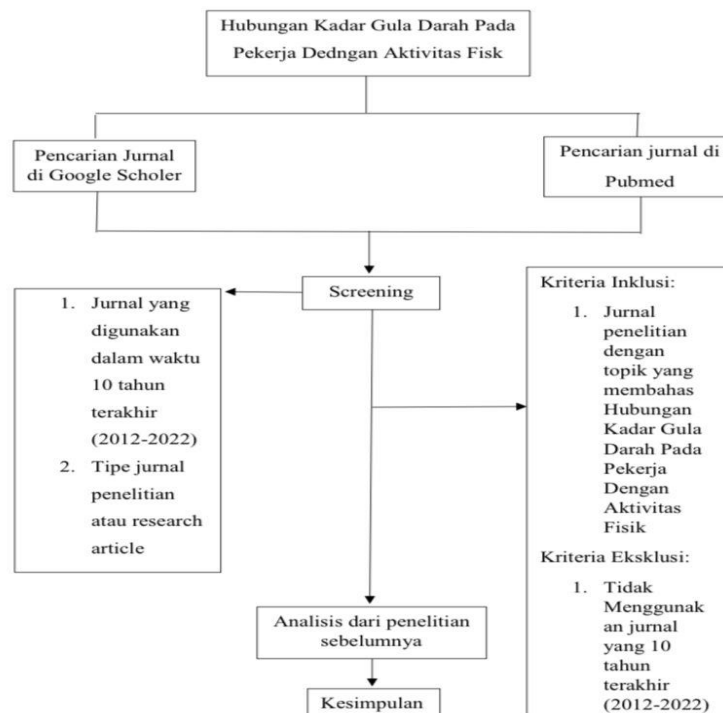 Hubungan Kadar Gula Darah Pada
Pekerja Dedngan Aktivitas Fisk
Pencarian Jurnal
di Google Scholer
Pencarian jurnal di
Pubmed
Screening
1. Jurnal yang
digunakan
dalam waktu
10 tahun
terakhir
(2012-2022)
2. Tipe jurnal
penelitian
atau research
article
Kriteria Inklusi:
1. Jurnal
penelitian
dengan
topik yang
membahas
Hubungan
Kadar Gula
Darah Pada
Pekerja
Dengan
Aktivitas
Fisik
Kriteria Eksklusi:
1. Tidak
Menggunak
an jurnal
yang 10
tahun
terakhir
(2012-2022)
Analisis dari penelitian
sebelumnya
Kesimpulan